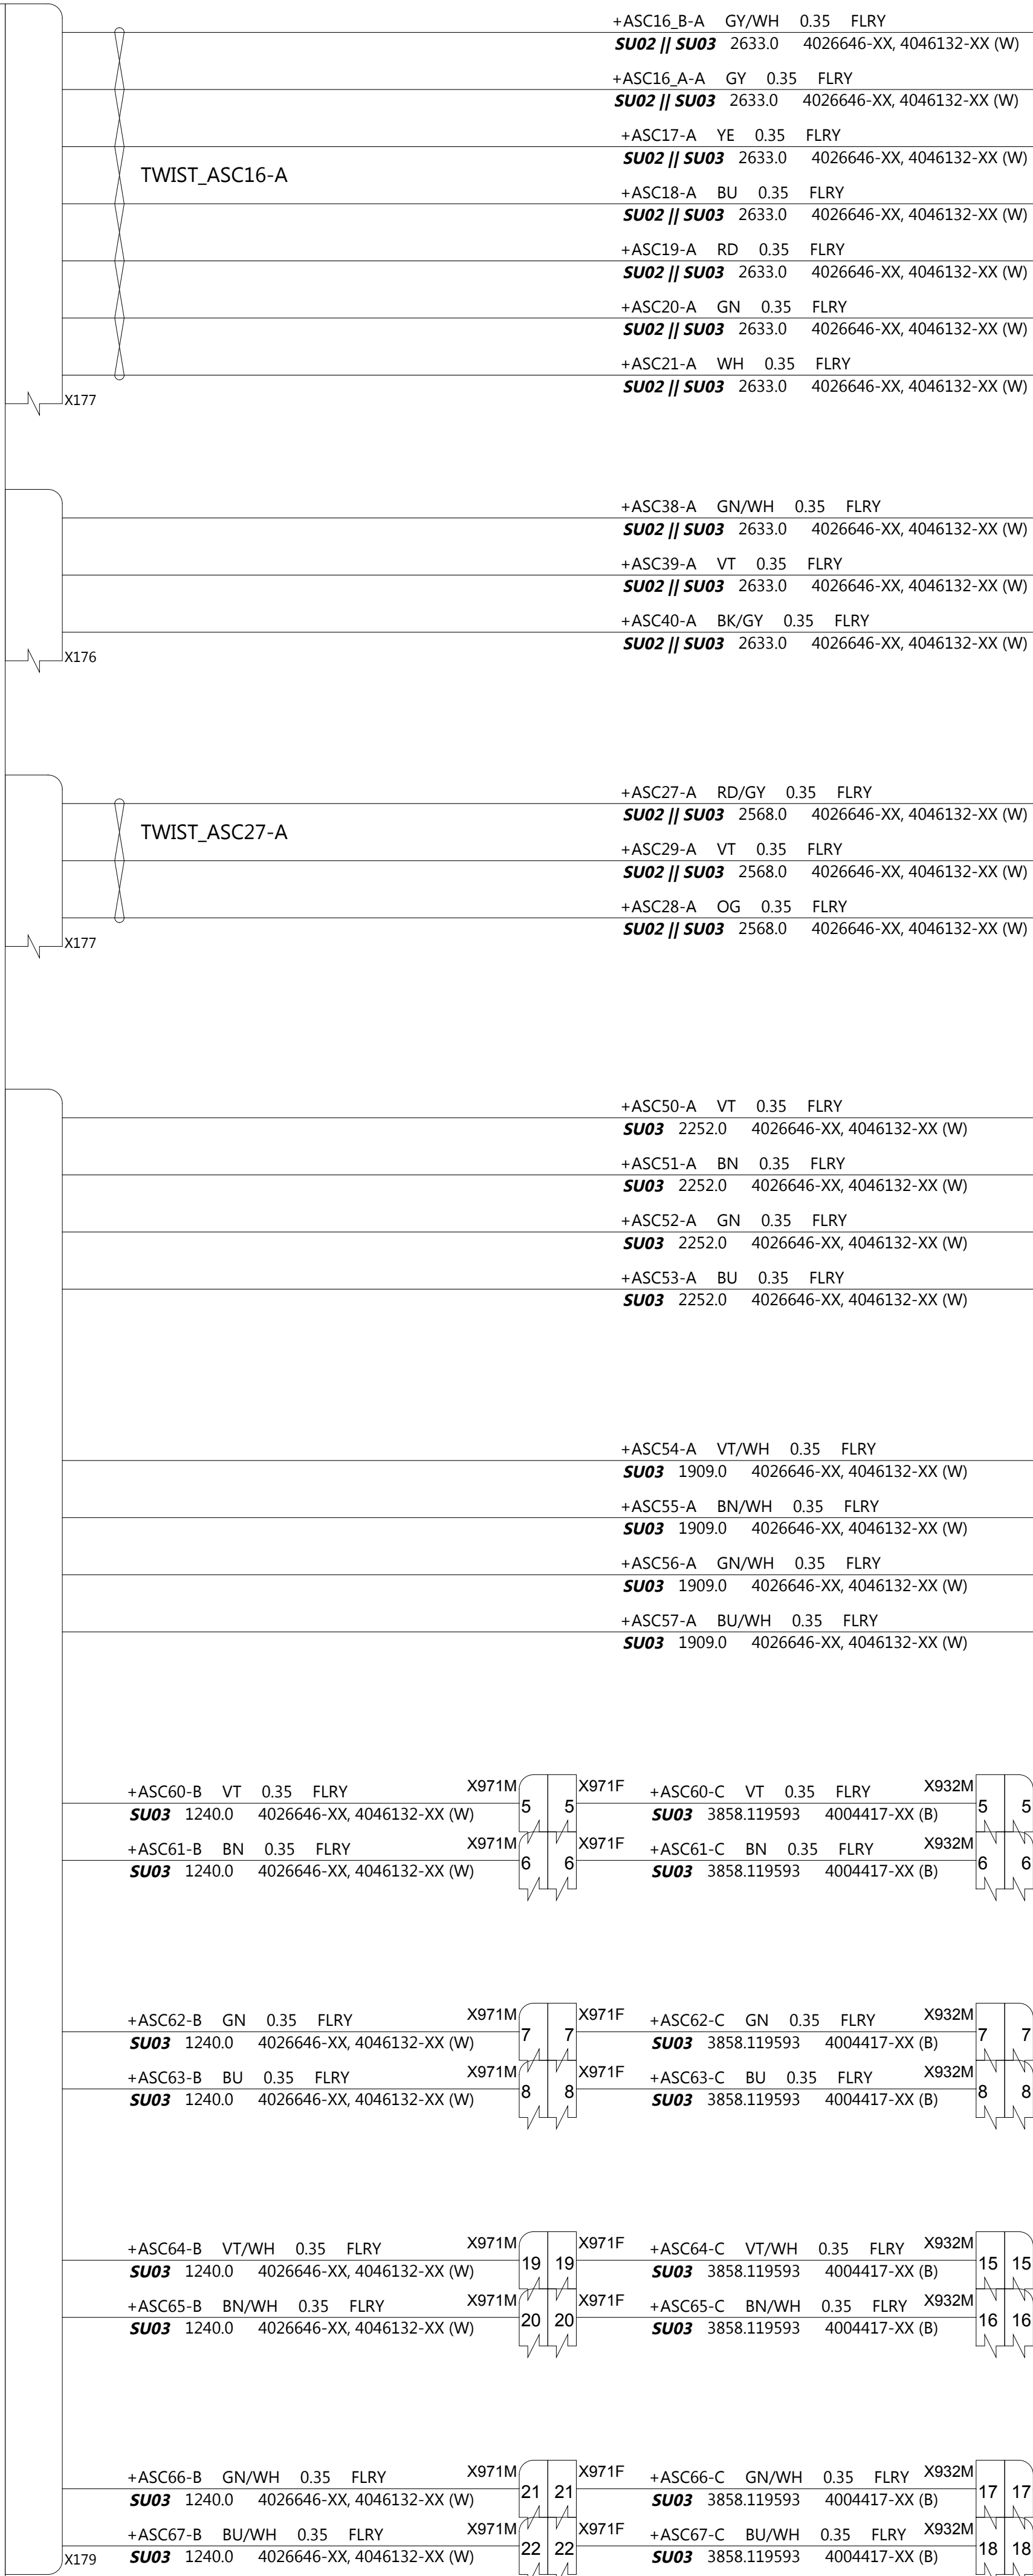 +ASC16_B-A GY/WH 0.35 FLRY
SU02 || SU03 2633.0 4026646-XX, 4046132-XX (W)
+ASC16_A-A GY 0.35 FLRY
SU02 || SU03 2633.0 4026646-XX, 4046132-XX (W)
+ASC17-A YE 0.35 FLRY
SU02 || SU03 2633.0 4026646-XX, 4046132-XX (W)
TWIST_ASC16-A
+ASC18-A BU 0.35 FLRY
SU02 || SU03 2633.0 4026646-XX, 4046132-XX (W)
+ASC19-A RD 0.35 FLRY
SU02 || SU03 2633.0 4026646-XX, 4046132-XX (W)
+ASC20-A GN 0.35 FLRY
SU02 || SU03 2633.0 4026646-XX, 4046132-XX (W)
+ASC21-A WH 0.35 FLRY
SU02 || SU03 2633.0 4026646-XX, 4046132-XX (W)
X177
+ASC38-A GN/WH 0.35 FLRY
SU02 || SU03 2633.0 4026646-XX, 4046132-XX (W)
+ASC39-A VT 0.35 FLRY
SU02 || SU03 2633.0 4026646-XX, 4046132-XX (W)
+ASC40-A BK/GY 0.35 FLRY
SU02 || SU03 2633.0 4026646-XX, 4046132-XX (W)
X176
+ASC27-A RD/GY 0.35 FLRY
SU02 || SU03 2568.0 4026646-XX, 4046132-XX (W)
TWIST_ASC27-A
+ASC29-A VT 0.35 FLRY
SU02 || SU03 2568.0 4026646-XX, 4046132-XX (W)
+ASC28-A OG 0.35 FLRY
SU02 || SU03 2568.0 4026646-XX, 4046132-XX (W)
X177
+ASC50-A VT 0.35 FLRY
SU03 2252.0 4026646-XX, 4046132-XX (W)
+ASC51-A BN 0.35 FLRY
SU03 2252.0 4026646-XX, 4046132-XX (W)
+ASC52-A GN 0.35 FLRY
SU03 2252.0 4026646-XX, 4046132-XX (W)
+ASC53-A BU 0.35 FLRY
SU03 2252.0 4026646-XX, 4046132-XX (W)
+ASC54-A VT/WH 0.35 FLRY
SU03 1909.0 4026646-XX, 4046132-XX (W)
+ASC55-A BN/WH 0.35 FLRY
SU03 1909.0 4026646-XX, 4046132-XX (W)
+ASC56-A GN/WH 0.35 FLRY
SU03 1909.0 4026646-XX, 4046132-XX (W)
+ASC57-A BU/WH 0.35 FLRY
SU03 1909.0 4026646-XX, 4046132-XX (W)
+ASC60-B VT 0.35 FLRY X971M 5 5 X971F +ASC60-C VT 0.35 FLRY X932M 5 5
SU03 1240.0 4026646-XX, 4046132-XX (W) SU03 3858.119593 4004417-XX (B)
+ASC61-B BN 0.35 FLRY X971M 6 6 X971F +ASC61-C BN 0.35 FLRY X932M 6 6
SU03 1240.0 4026646-XX, 4046132-XX (W) SU03 3858.119593 4004417-XX (B)
+ASC62-B GN 0.35 FLRY X971M 7 7 X971F +ASC62-C GN 0.35 FLRY X932M 7 7
SU03 1240.0 4026646-XX, 4046132-XX (W) SU03 3858.119593 4004417-XX (B)
+ASC63-B BU 0.35 FLRY X971M 8 8 X971F +ASC63-C BU 0.35 FLRY X932M 8 8
SU03 1240.0 4026646-XX, 4046132-XX (W) SU03 3858.119593 4004417-XX (B)
+ASC64-B VT/WH 0.35 FLRY X971M 19 19 X971F +ASC64-C VT/WH 0.35 FLRY X932M 15 15
SU03 1240.0 4026646-XX, 4046132-XX (W) SU03 3858.119593 4004417-XX (B)
+ASC65-B BN/WH 0.35 FLRY X971M 20 20 X971F +ASC65-C BN/WH 0.35 FLRY X932M 16 16
SU03 1240.0 4026646-XX, 4046132-XX (W) SU03 3858.119593 4004417-XX (B)
+ASC66-B GN/WH 0.35 FLRY X971M 21 21 X971F +ASC66-C GN/WH 0.35 FLRY X932M 17 17
SU03 1240.0 4026646-XX, 4046132-XX (W) SU03 3858.119593 4004417-XX (B)
+ASC67-B BU/WH 0.35 FLRY X971M 22 22 X971F +ASC67-C BU/WH 0.35 FLRY X932M 18 18
X179 SU03 1240.0 4026646-XX, 4046132-XX (W) SU03 3858.119593 4004417-XX (B)